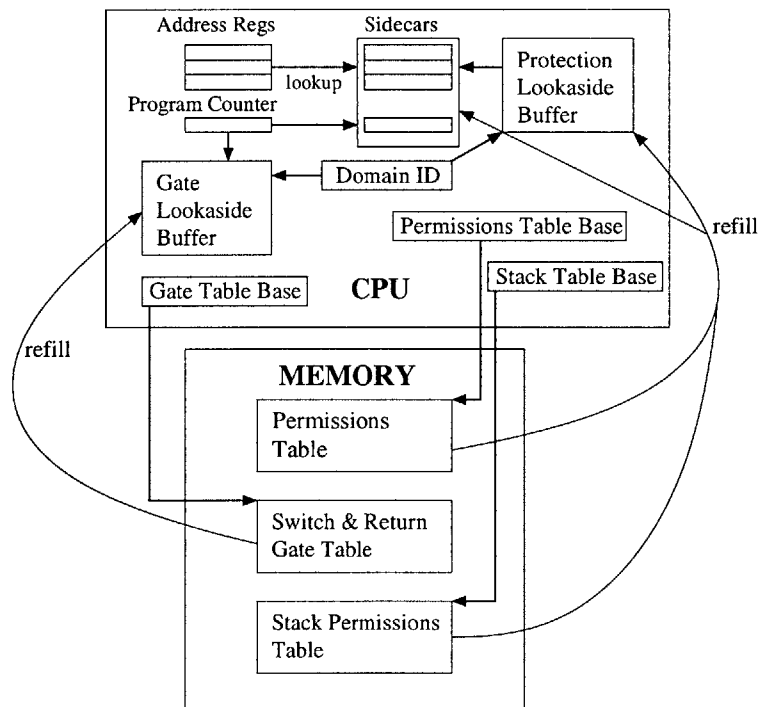 Address Regs
Sidecars
lookup
Program Counter
Protection
Lookaside
Buffer
Gate
Lookaside
Buffer
Domain ID
Permissions Table Base
refill
Stack Table Base
Gate Table Base
CPU
refill
MEMORY
Permissions
Table
Switch & Return
Gate Table
Stack Permissions
Table